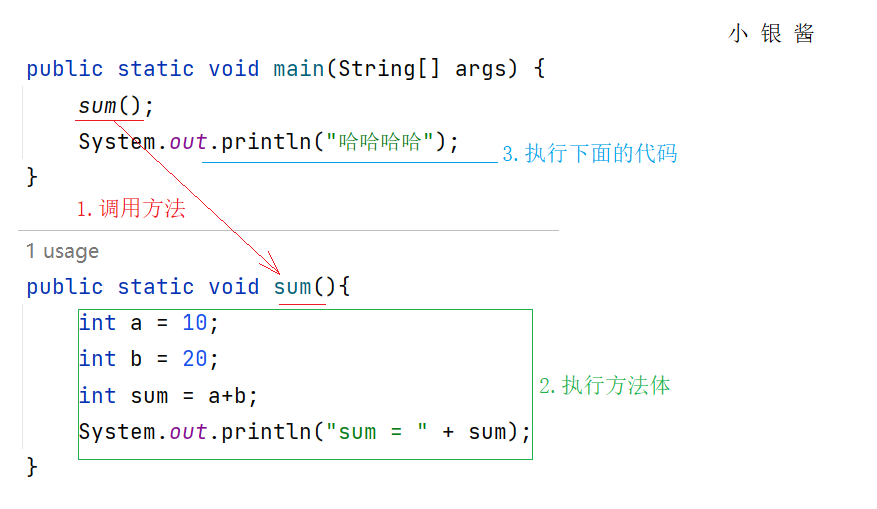 小 银 酱
public static void main(String[] args) {
sum();
System.out.println("哈哈哈哈");
3.执行下面的代码
}
1.调用方法
1 usage
public static void sum(){
int a = 10;
int b = 20;
2.执行方法体
int sum = a+b;
System.out.println("sum = " + sum);
}